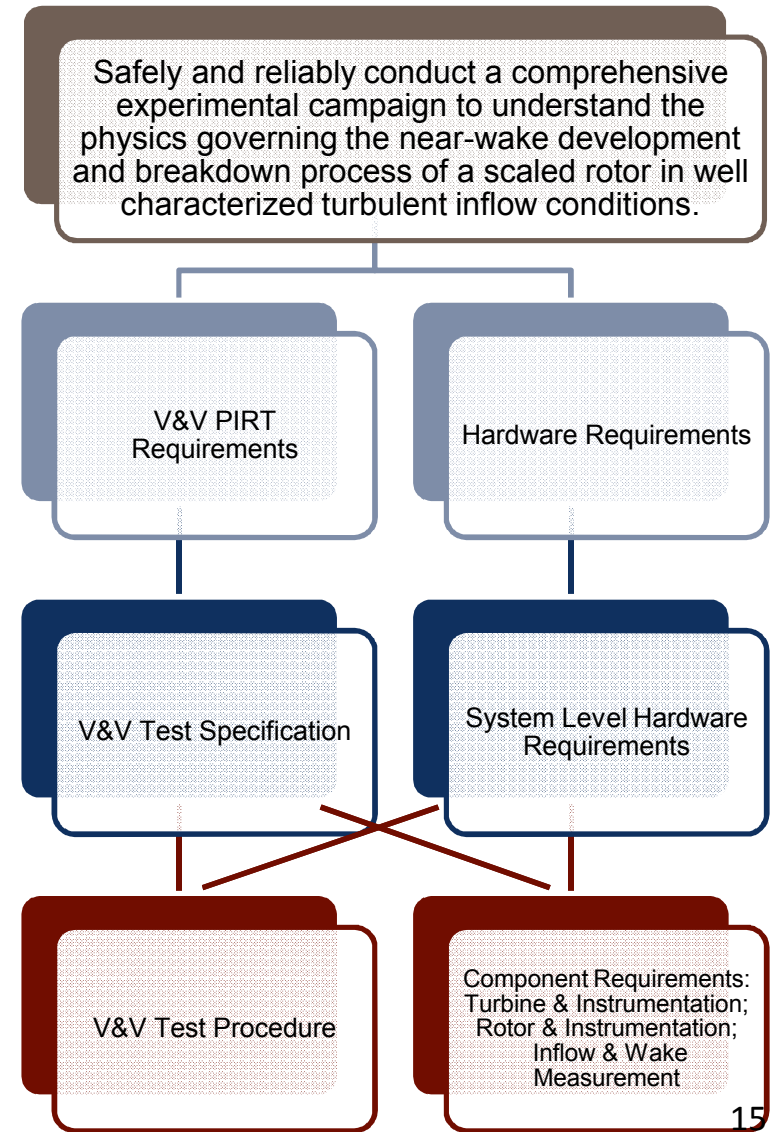 Safely and reliably conduct a comprehensive
experimental campaign to understand the
physics governing the near-wake development
and breakdown process of a scaled rotor in well
characterized turbulent inflow conditions.
V&V PIRT
Requirements
Hardware Requirements
V&V Test Specification
System Level Hardware
Requirements
V&V Test Procedure
Component Requirements:
Turbine & Instrumentation;
Rotor & Instrumentation;
Inflow & Wake
Measurement
15